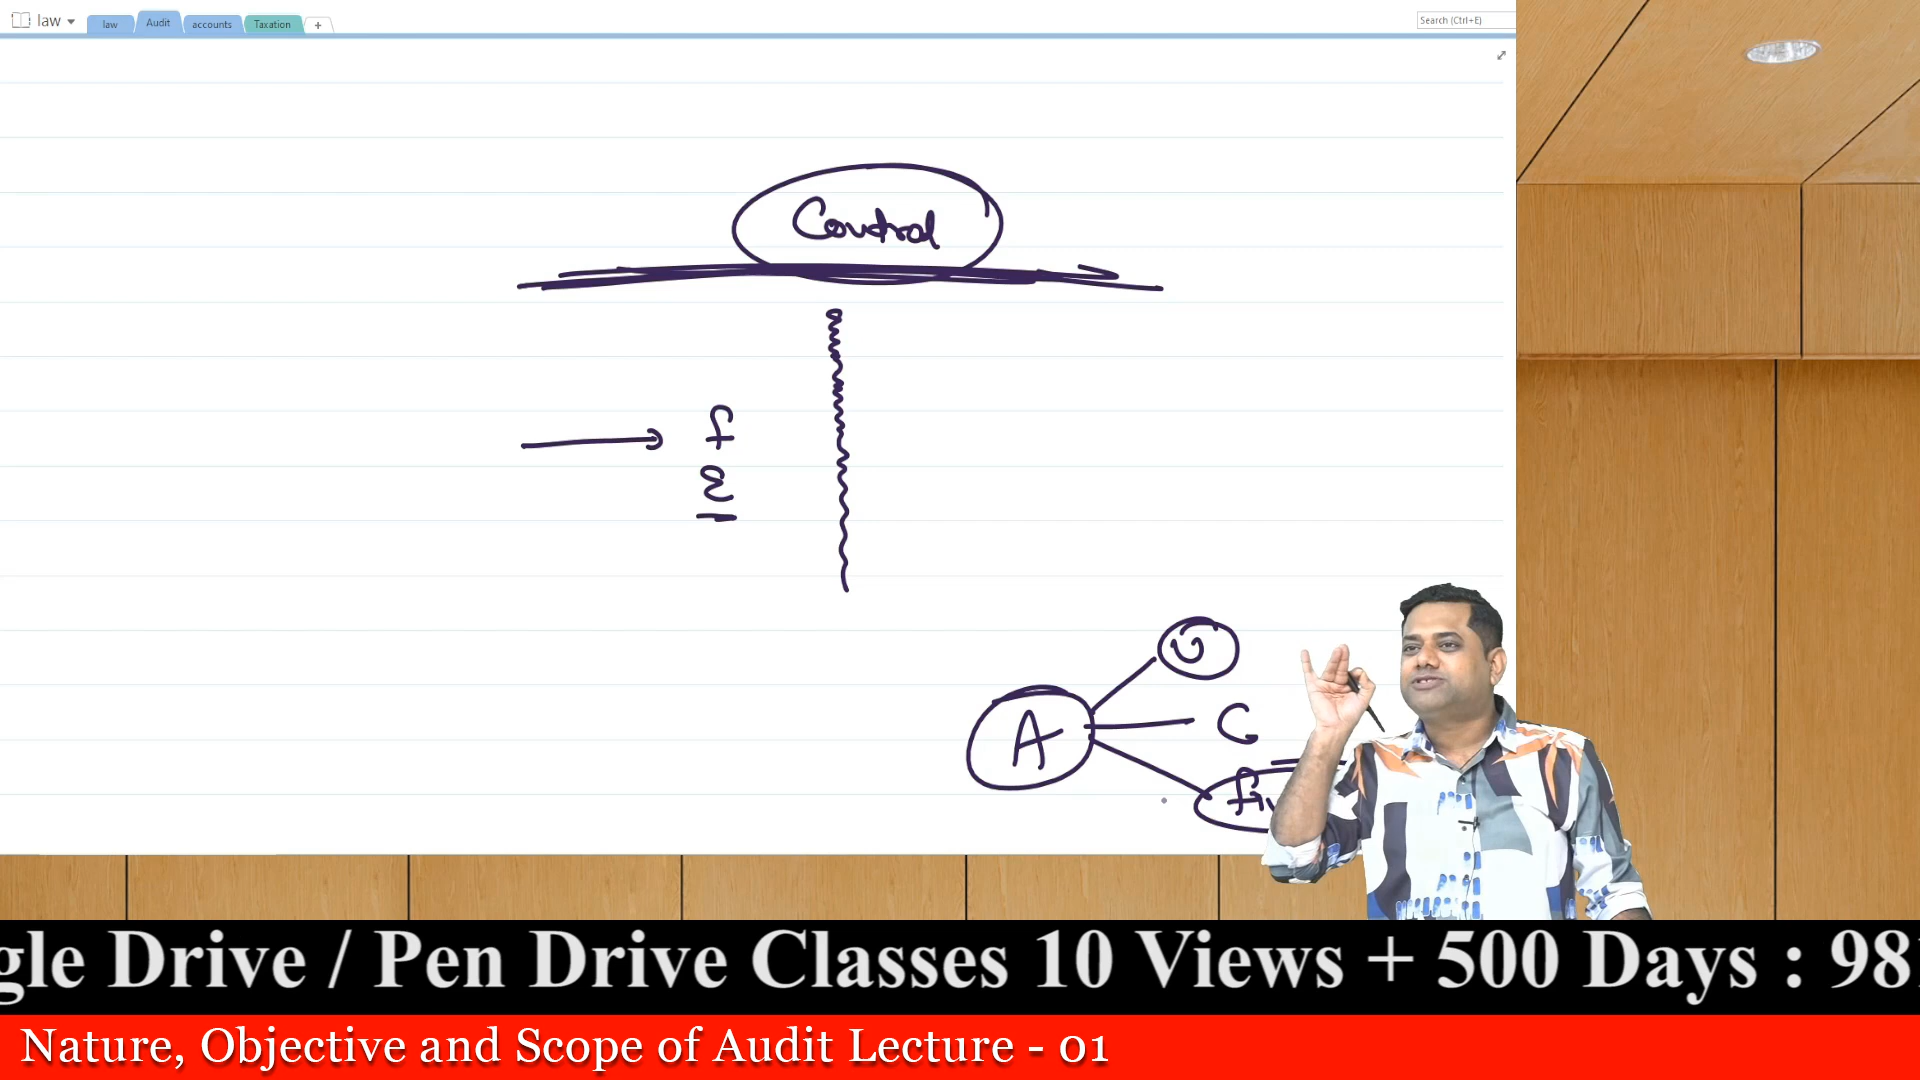 law
law Audit accounts Taxation +
Search (Ctrl+E)
Control
f
E
A
C
gle Drive / Pen Drive Classes 10 Views + 500 Days : 98
Nature, Objective and Scope of Audit Lecture - 01